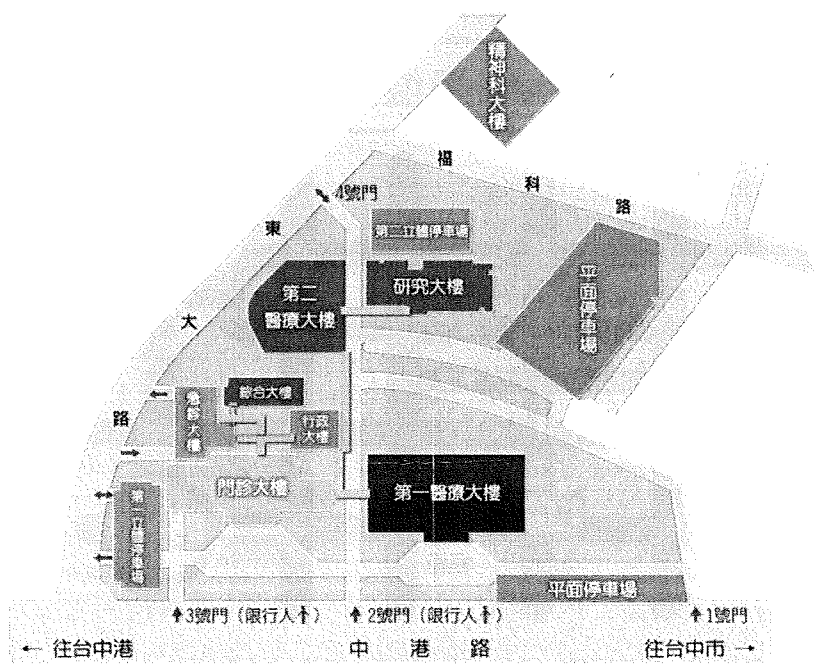 精神科大樓
福科路
4號門
大東路
第二立體停車場
研究大樓
第二
醫療大樓
平面停車場
綜合大樓
急診大樓
行政
大樓
門診大樓
第一醫療大樓
第一立體停車場
平面停車場
3號門（限行人）
2號門（限行人）
1號門
← 往台中港
中港路
往台中市 →